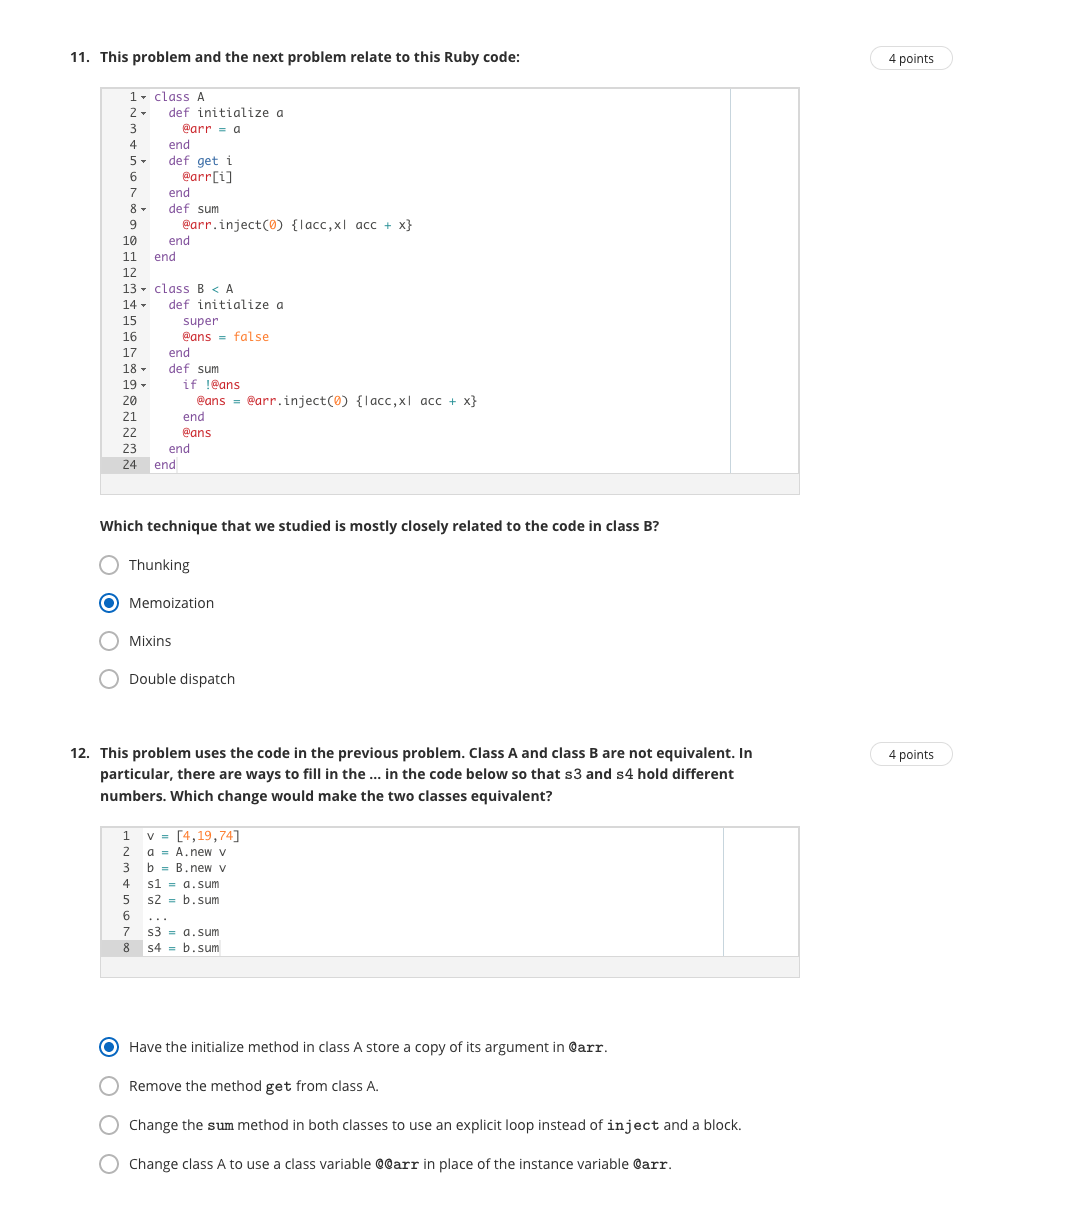 11. This problem and the next problem relate to this Ruby code:
4 points
1 class A
2   def initialize a
3     @arr = a
4   end
5   def get i
6     @arr[i]
7   end
8   def sum
9     @arr.inject(0) {|acc,x| acc + x}
10   end
11 end
12
13 class B < A
14   def initialize a
15     super
16     @ans = false
17   end
18   def sum
19     if !@ans
20       @ans = @arr.inject(0) {|acc,x| acc + x}
21     end
22     @ans
23   end
24 end
Which technique that we studied is mostly closely related to the code in class B?
Thunking
Memoization
Mixins
Double dispatch
12. This problem uses the code in the previous problem. Class A and class B are not equivalent. In
4 points
particular, there are ways to fill in the ... in the code below so that s3 and s4 hold different
numbers. Which change would make the two classes equivalent?
1 v = [4,19,74]
2 a = A.new v
3 b = B.new v
4 s1 = a.sum
5 s2 = b.sum
6 ...
7 s3 = a.sum
8 s4 = b.sum
Have the initialize method in class A store a copy of its argument in @arr.
Remove the method get from class A.
Change the sum method in both classes to use an explicit loop instead of inject and a block.
Change class A to use a class variable @@arr in place of the instance variable @arr.